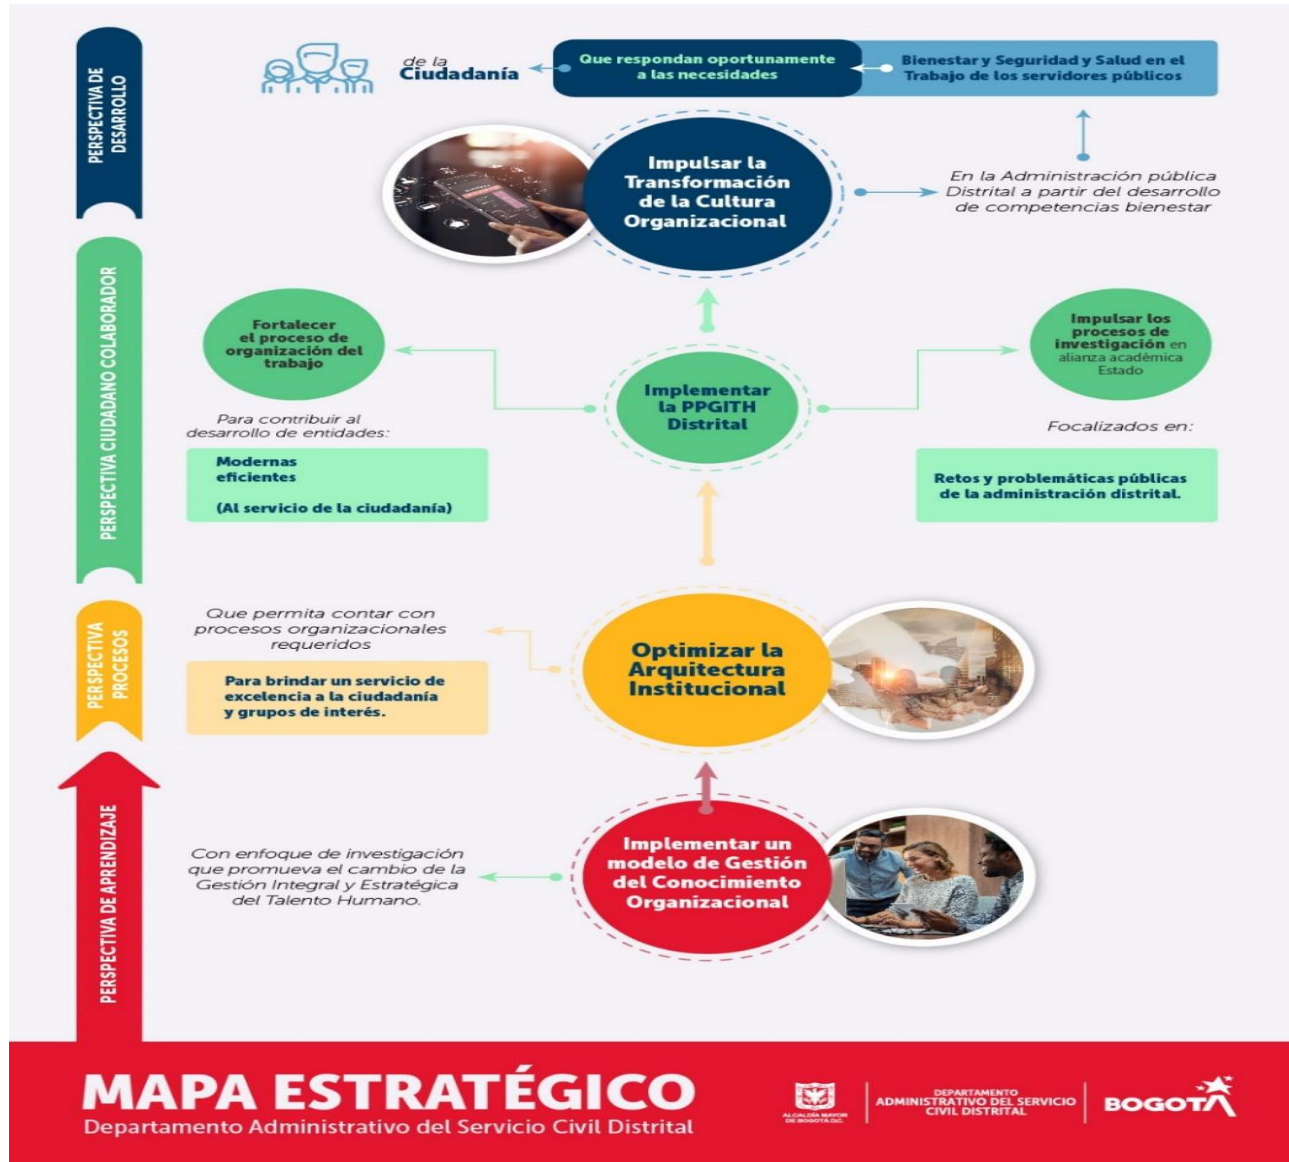 PERSPECTIVA DE
DESARROLLO
de la
Ciudadanía
Que respondan oportunamente
a las necesidades
Bienestar y Seguridad y Salud en el
Trabajo de los servidores públicos
Impulsar la
Transformación
de la Cultura
Organizacional
En la Administración pública
Distrital a partir del desarrollo
de competencias bienestar
PERSPECTIVA CIUDADANO COLABORADOR
Fortalecer
el proceso de
organización del
trabajo
Para contribuir al
desarrollo de entidades:
Modernas
eficientes
(Al servicio de la ciudadanía)
Implementar
la PPGITH
Distrital
Impulsar los
procesos de
investigación en
alianza acadèmica
Estado
Focalizados en:
Retos y problemáticas públicas
de la administración distrital.
PERSPECTIVA
PROCESOS
Que permita contar con
procesos organizacionales
requeridos
Para brindar un servicio de
excelencia a la ciudadanía
y grupos de interés.
Optimizar la
Arquitectura
Institucional
PERSPECTIVA DE APRENDIZAJE
Con enfoque de investigación
que promueva el cambio de la
Gestión Integral y Estratégica
del Talento Humano.
Implementar un
modelo de Gestión
del Conocimiento
Organizacional
MAPA ESTRATÉGICO
Departamento Administrativo del Servicio Civil Distrital
ALCALDÍA MAYOR
DE BOGOTÁ D.C.
DEPARTAMENTO
ADMINISTRATIVO DEL SERVICIO
CIVIL DISTRITAL
BOGOTÁ